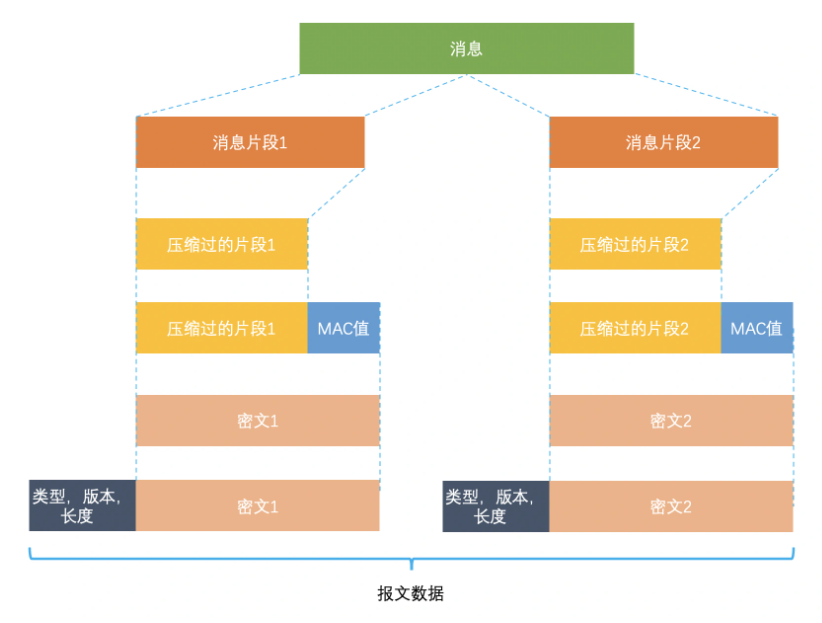 消息
消息片段1
消息片段2
压缩过的片段1
压缩过的片段2
压缩过的片段1
MAC值
压缩过的片段2
MAC值
密文1
密文2
类型，版本，
长度
密文1
类型，版本，
长度
密文2
报文数据